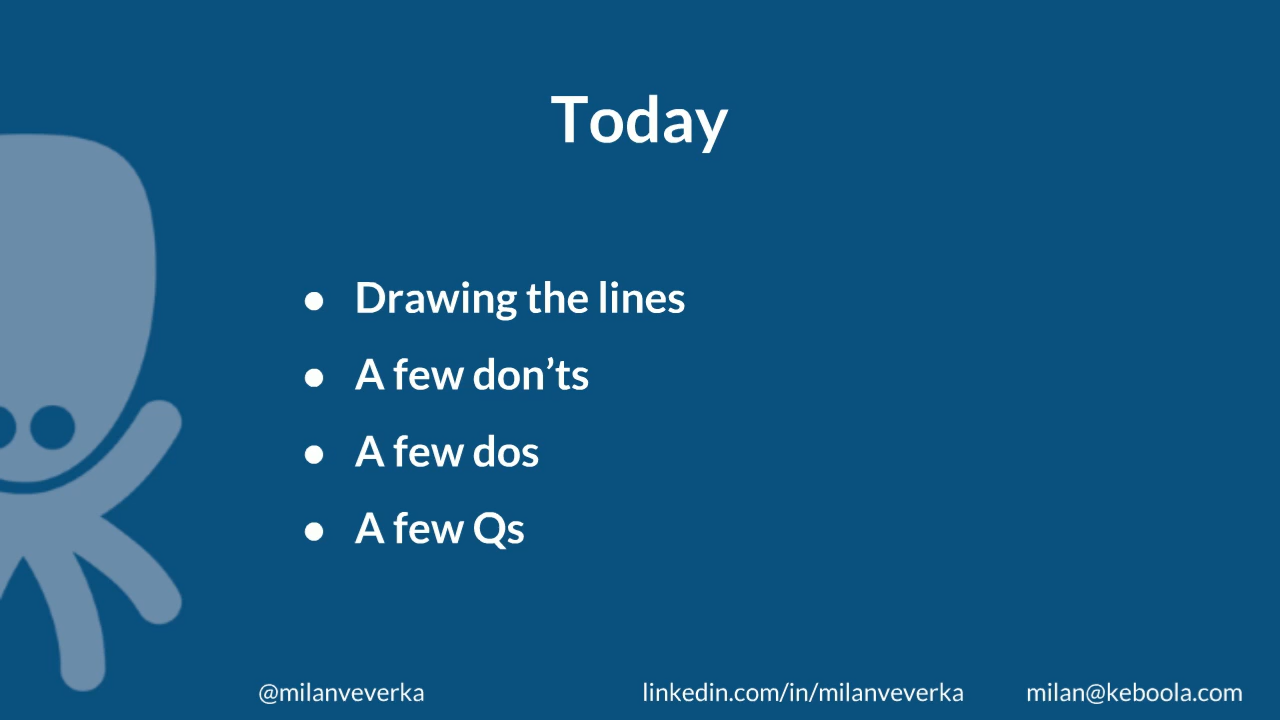 Today
● Drawing the lines
● A few don’ts
● A few dos
● A few Qs
@milanveverka linkedin.com/in/milanveverka milan@keboola.com